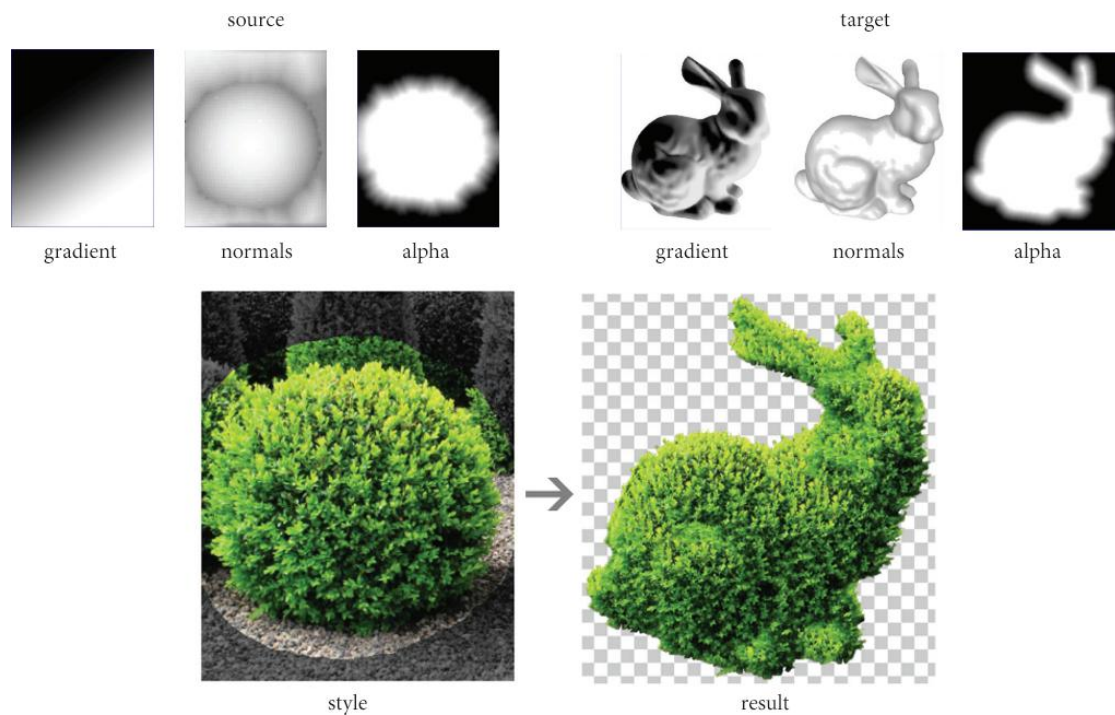 source
target
gradient
normals
alpha
gradient
normals
alpha
style
result